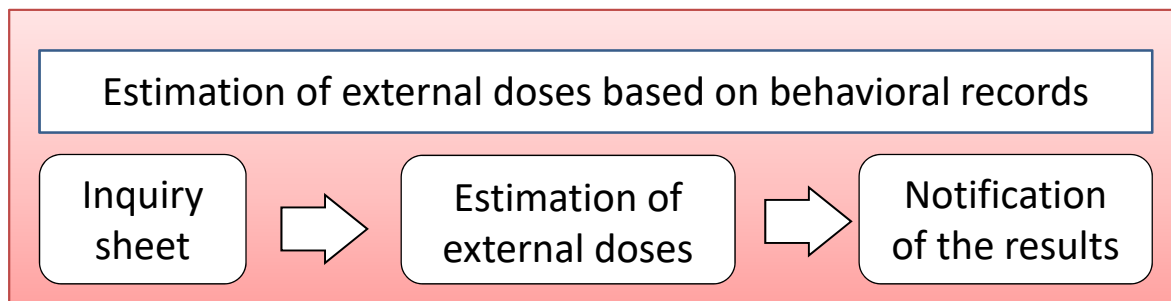 Estimation of external doses based on behavioral records
Inquiry
sheet
Estimation of
external doses
Notification
of the results